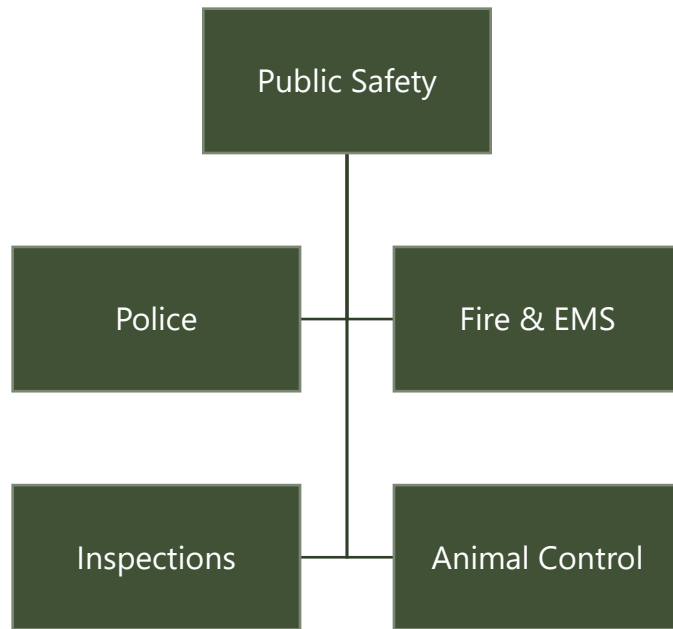 Public Safety
Police
Fire & EMS
Inspections
Animal Control